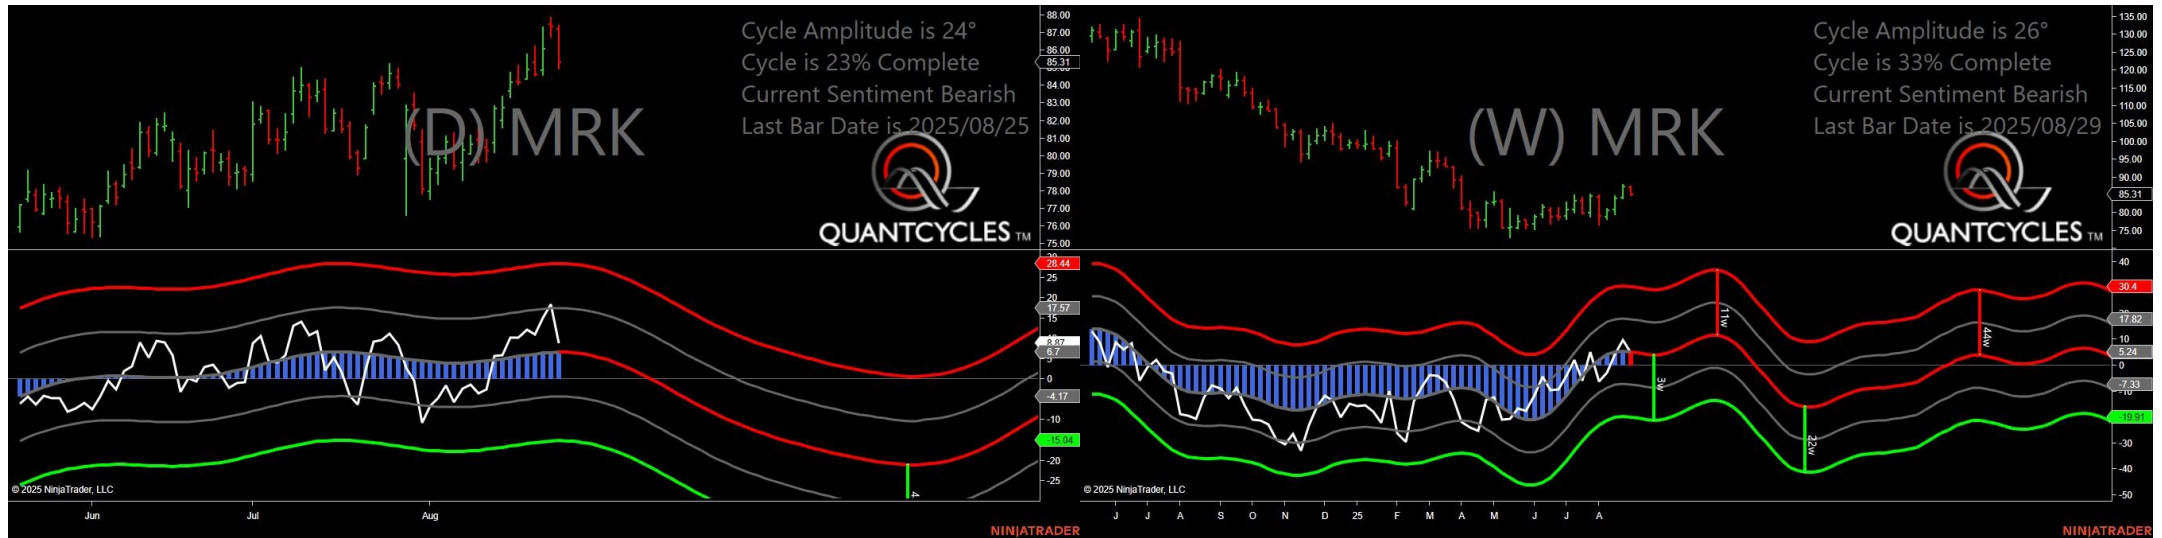 Cycle Amplitude is 24°
Cycle is 23% Complete
Current Sentiment Bearish
Last Bar Date is 2025/08/25
(D) MRK
QUANTCYCLES TM
88.00
87.00
86.00
85.31
84.00
83.00
82.00
81.00
80.00
79.00
78.00
77.00
76.00
75.00
28.44
25
20
17.57
15
8.87
6.7
5
0
-4.17
-10
-15.04
-20
-25
4
© 2025 NinjaTrader, LLC
Jun
Jul
Aug
NINJATRADER
Cycle Amplitude is 26°
Cycle is 33% Complete
Current Sentiment Bearish
Last Bar Date is 2025/08/29
(W) MRK
QUANTCYCLES TM
135.00
130.00
125.00
120.00
115.00
110.00
105.00
100.00
95.00
90.00
85.31
80.00
75.00
40
30.4
17.82
10
5.24
0
-7.33
-10
-19.91
-30
-40
-50
3w
11w
22w
44w
© 2025 NinjaTrader, LLC
J J A S O N D 25 F M A M J J A
NINJATRADER